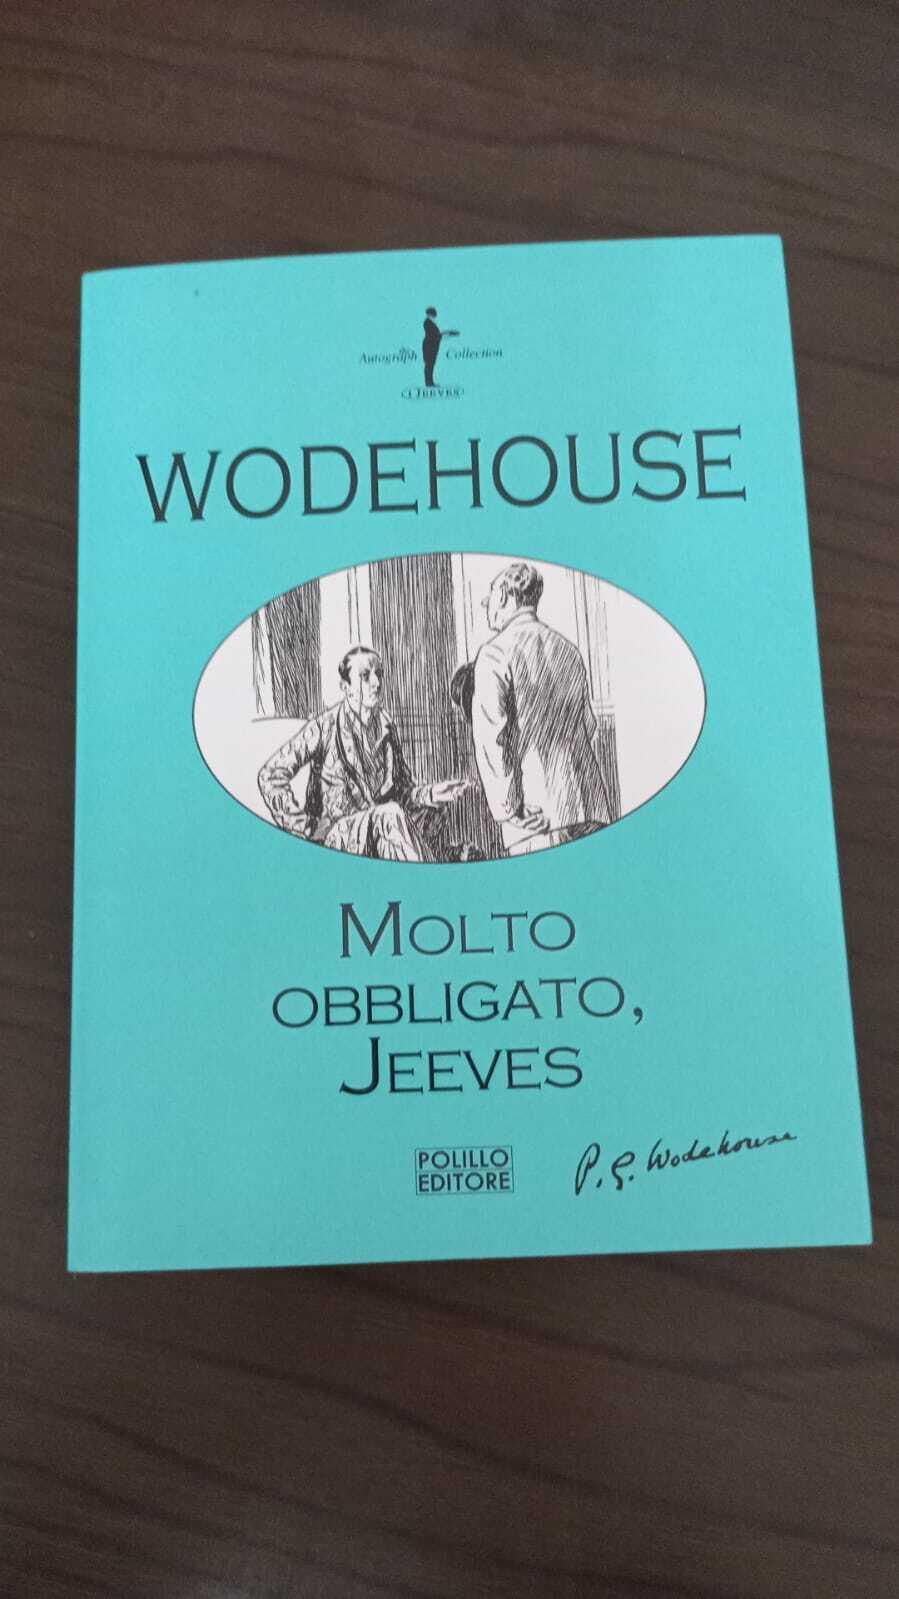 Autograph Collection
I JEEVES
WODEHOUSE
MOLTO
OBBLIGATO,
JEEVES
POLILLO
EDITORE
P. G. Wodehouse